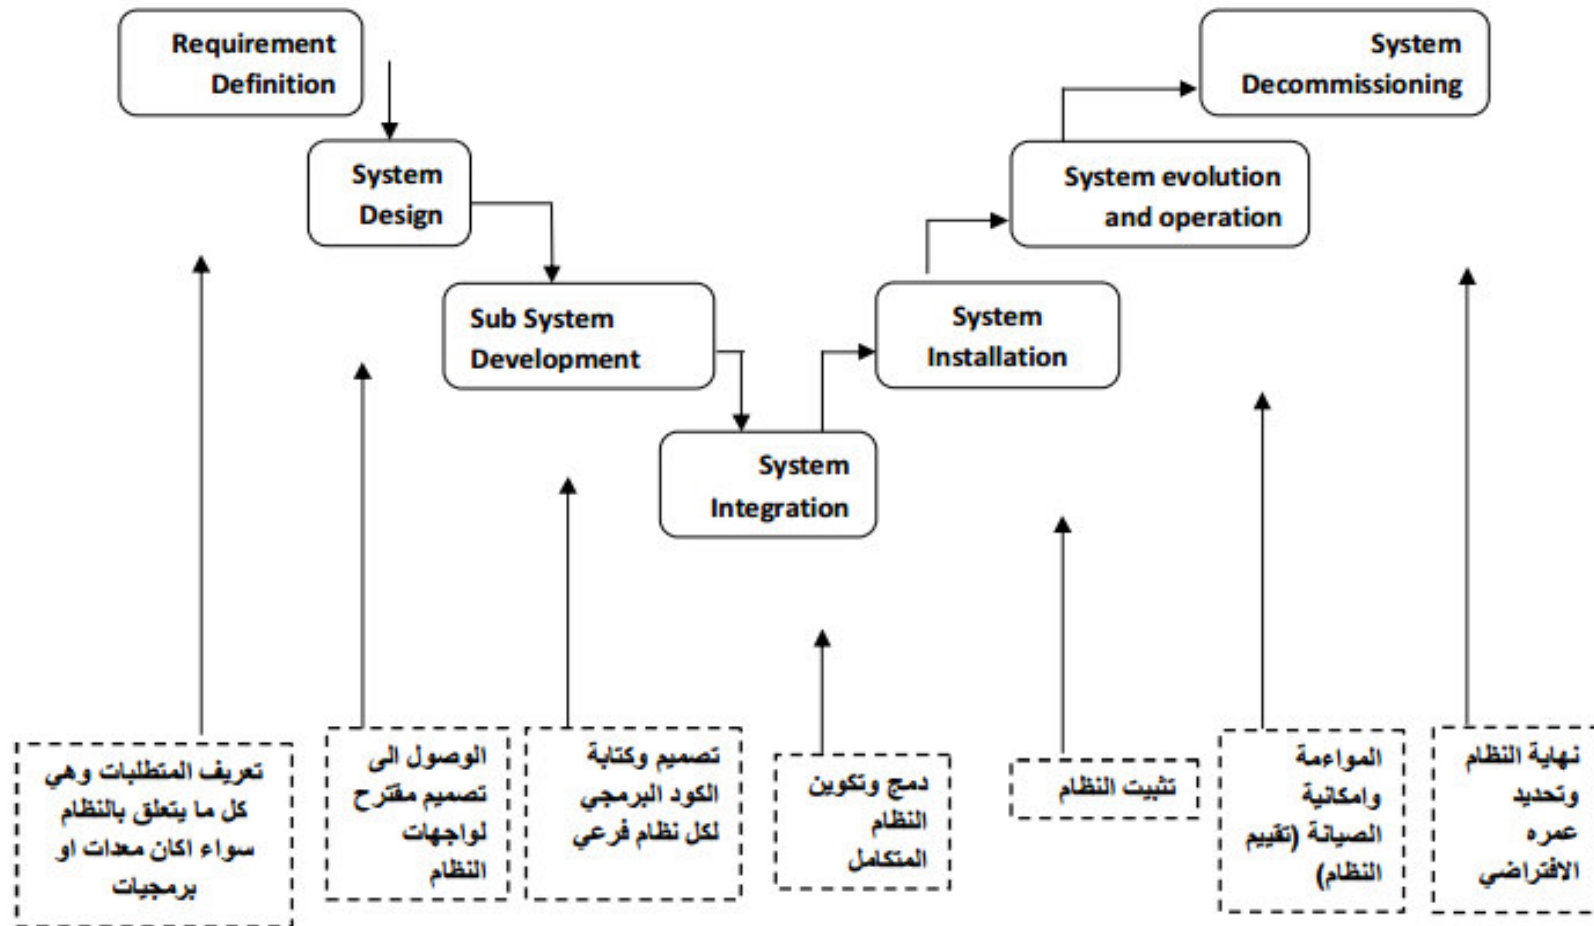 Requirement
Definition
System
Decommissioning
System
Design
System evolution
and operation
Sub System
Development
System
Installation
System
Integration
تعريف المتطلبات وهي
كل ما يتعلق بالنظام
سواء اكان معدات او
برمجيات
الوصول الى
تصميم مقترح
لواجهات
النظام
تصميم وكتابة
الكود البرمجي
لكل نظام فرعي
دمج وتكوين
النظام
المتكامل
تثبيت النظام
المواءمة
وامكانية
الصيانة (تقييم
النظام)
نهاية النظام
وتحديد
عمره
الافتراضي